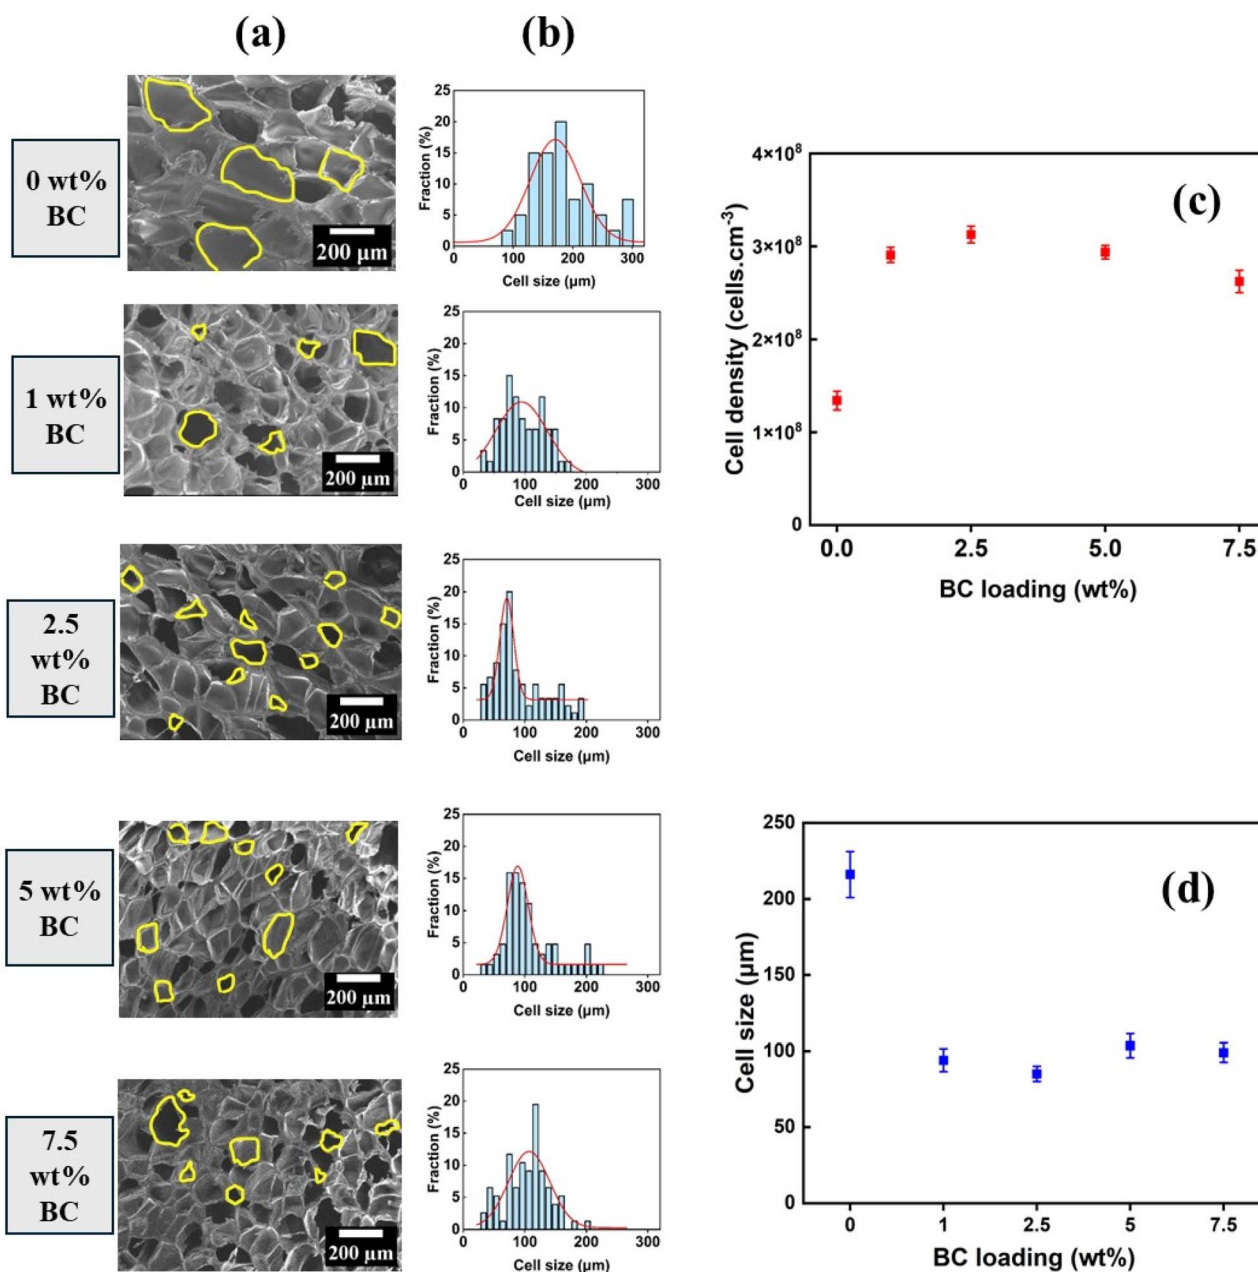 (a)
(b)
0 wt%
BC
200 µm
25
20
15
10
5
0
Fraction (%)
0
100
200
300
Cell size (µm)
1 wt%
BC
200 µm
25
20
15
10
5
0
Fraction (%)
0
100
200
300
Cell size (µm)
2.5
wt%
BC
200 µm
25
20
15
10
5
0
Fraction (%)
0
100
200
300
Cell size (µm)
5 wt%
BC
200 µm
25
20
15
10
5
0
Fraction (%)
0
100
200
300
Cell size (µm)
7.5
wt%
BC
200 µm
25
20
15
10
5
0
Fraction (%)
0
100
200
300
Cell size (µm)
(c)
4×10⁸
3×10⁸
2×10⁸
1×10⁸
0
Cell density (cells.cm⁻³)
0.0
2.5
5.0
7.5
BC loading (wt%)
(d)
250
200
150
100
50
0
Cell size (µm)
0
1
2.5
5
7.5
BC loading (wt%)